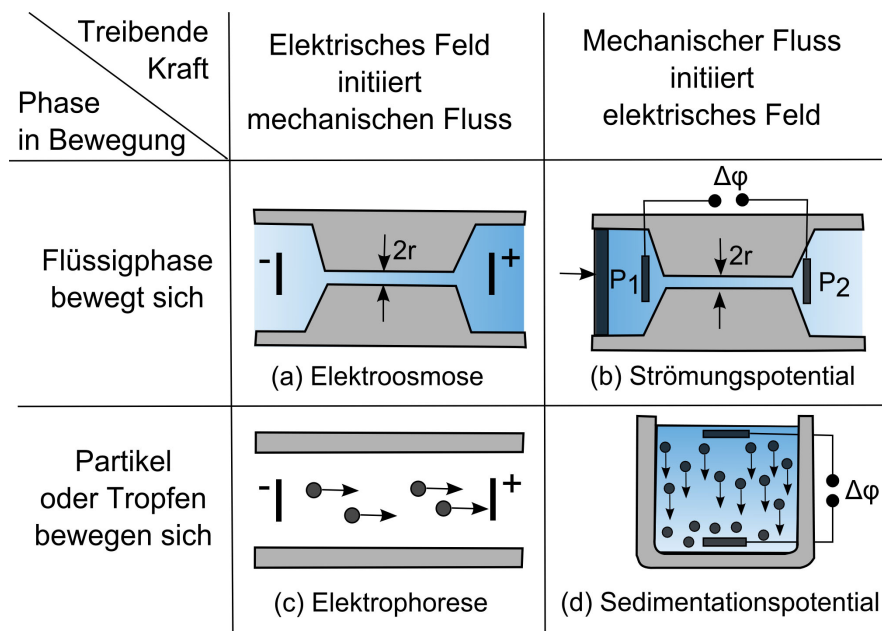 Treibende
Kraft
Phase
in Bewegung
Elektrisches Feld
initiiert
mechanischen Fluss
Mechanischer Fluss
initiiert
elektrisches Feld
Flüssigphase
bewegt sich
- 2r +
(a) Elektroosmose
Δφ
P1 2r P2
(b) Strömungspotential
Partikel
oder Tropfen
bewegen sich
- +
(c) Elektrophorese
Δφ
(d) Sedimentationspotential